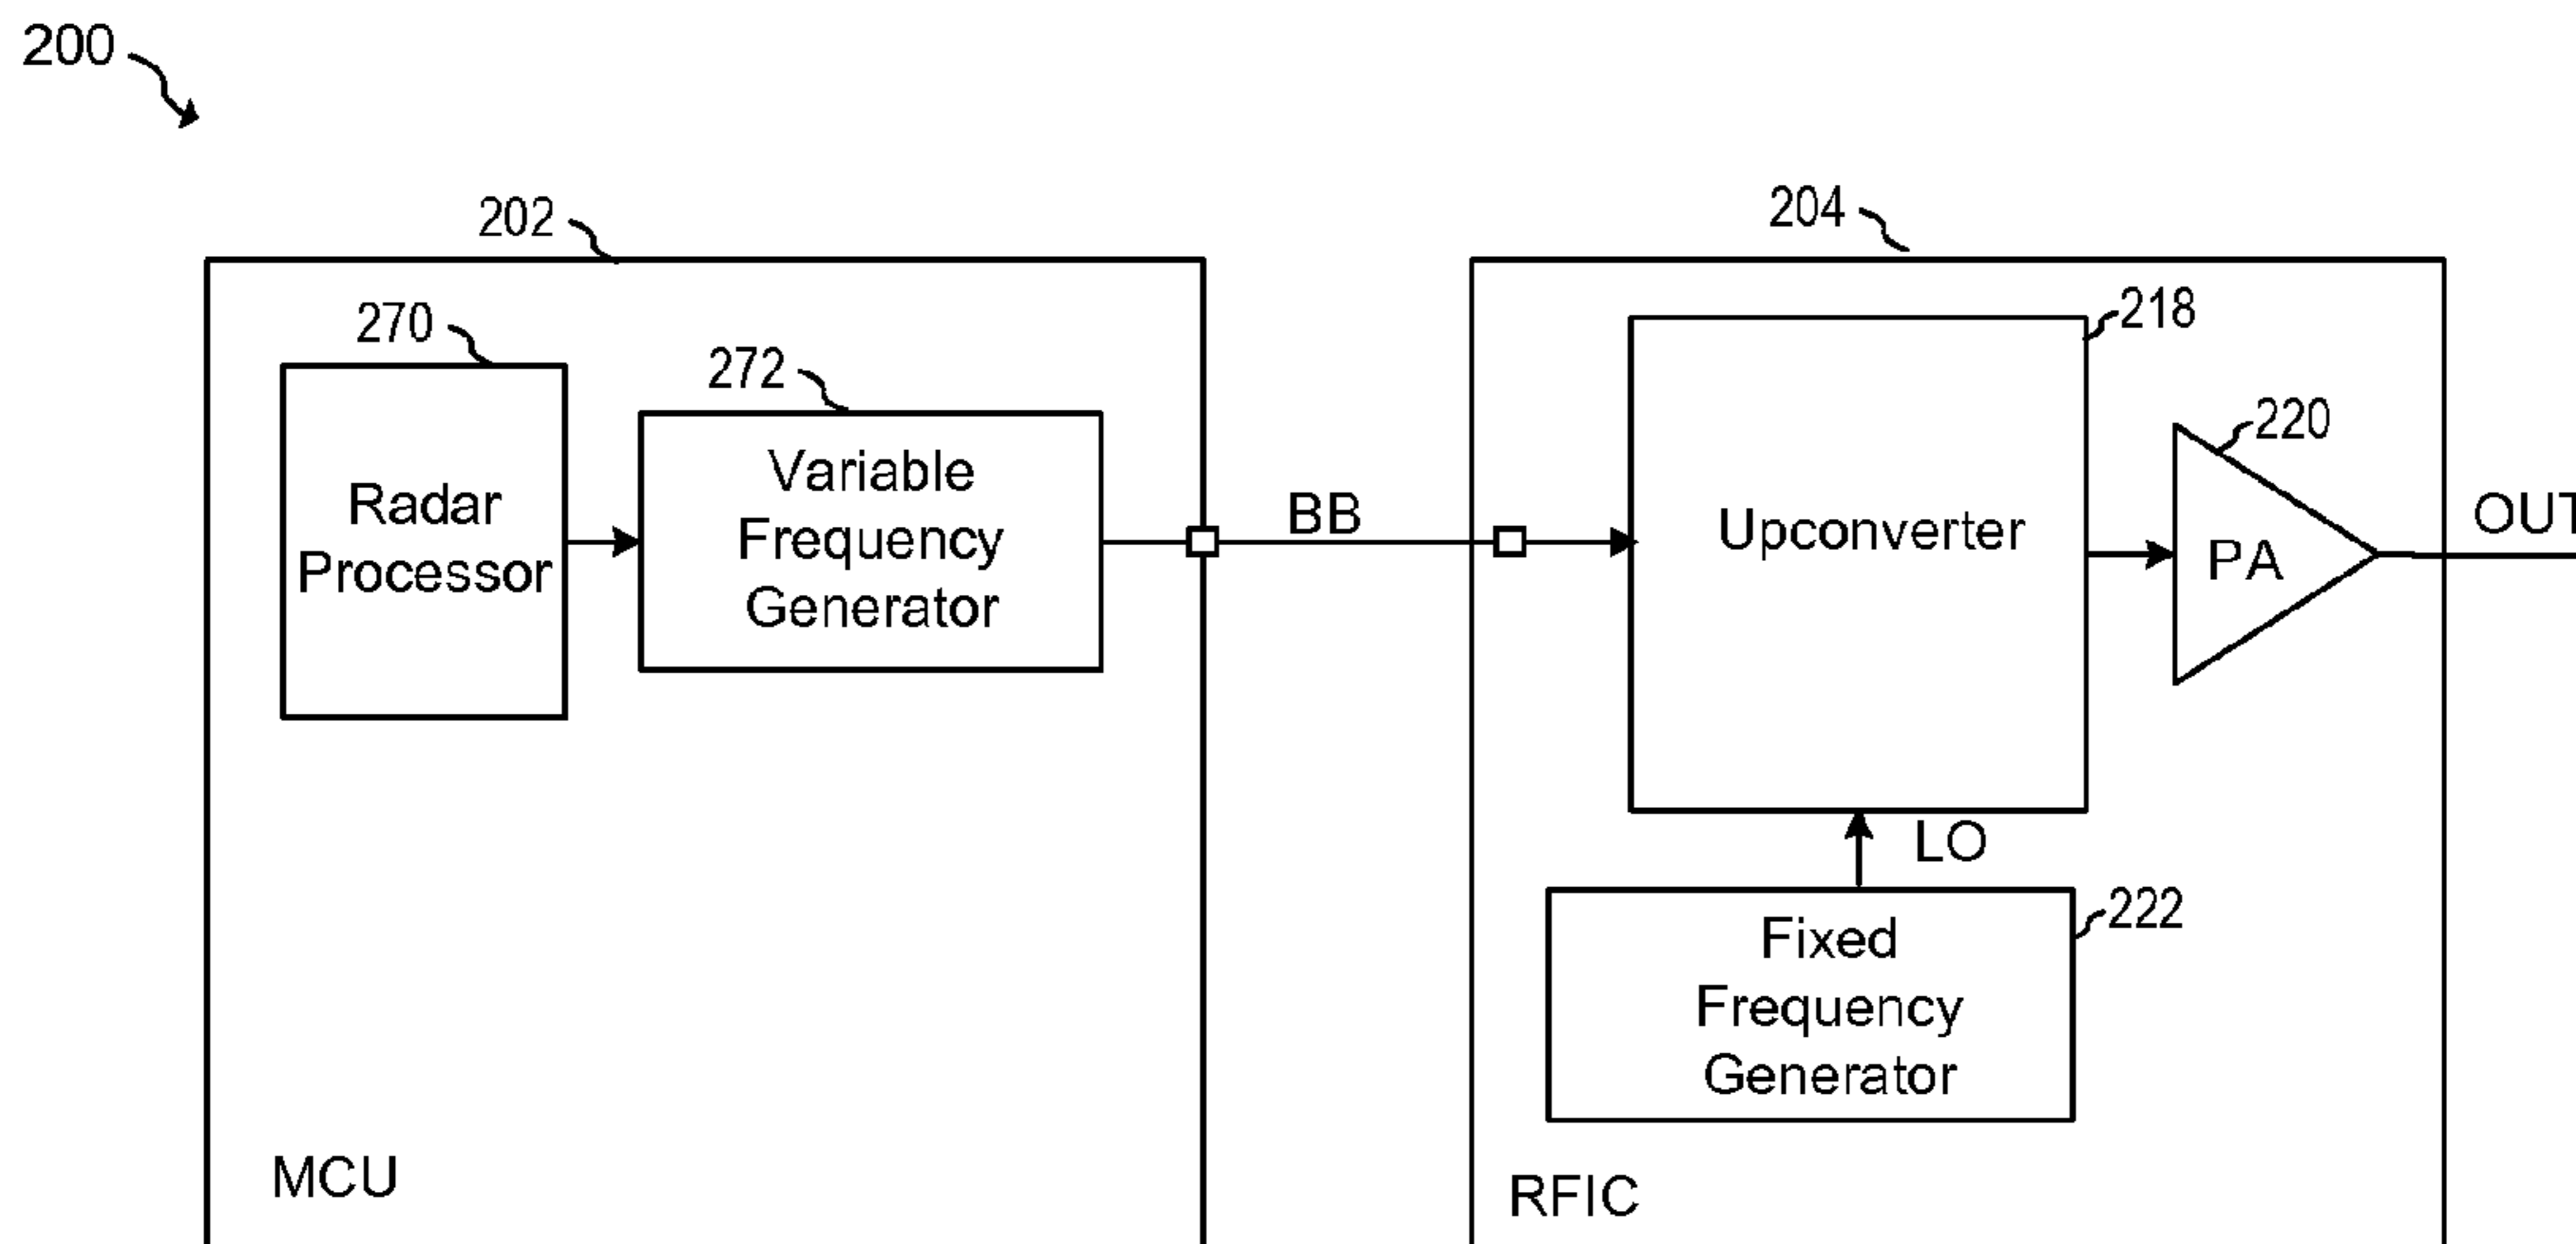 200
202
204
270
272
218
220
Radar
Processor
Variable
Frequency
Generator
BB
Upconverter
PA
OUT
LO
222
Fixed
Frequency
Generator
MCU
RFIC